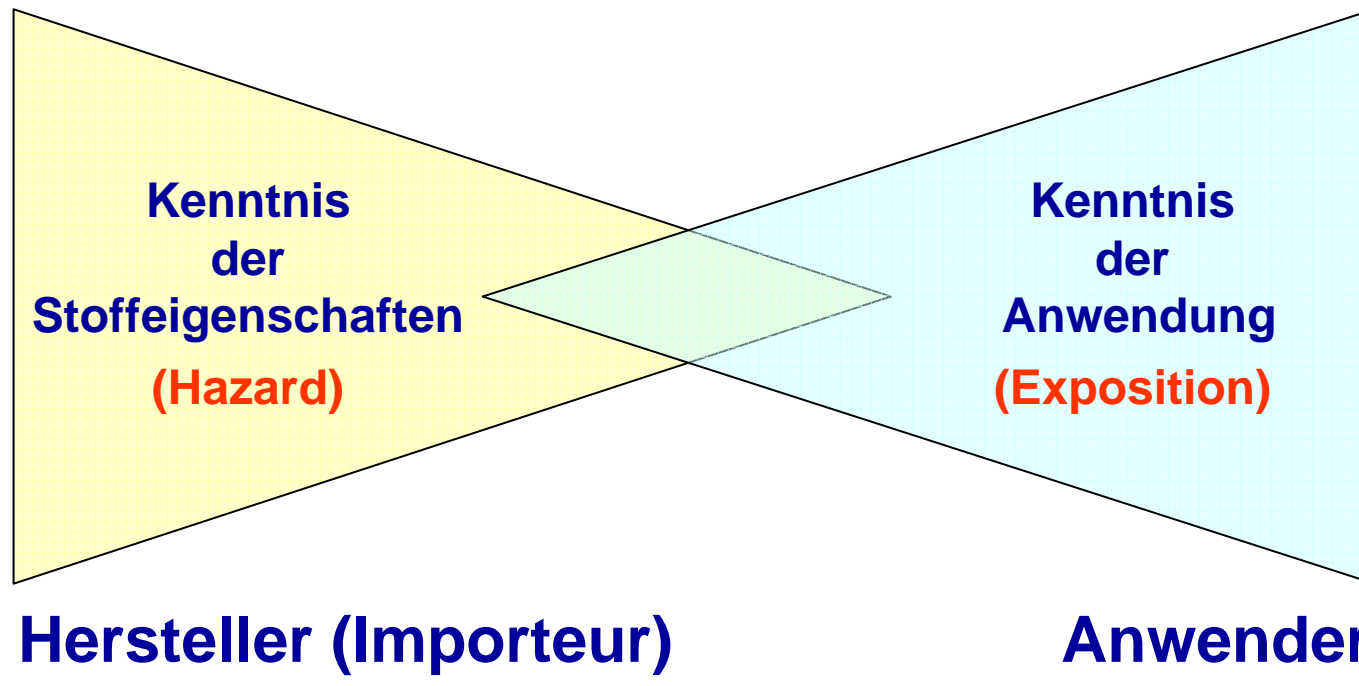 Kenntnis
der
Stoffeigenschaften
(Hazard)
Kenntnis
der
Anwendung
(Exposition)
Hersteller (Importeur)
Anwender